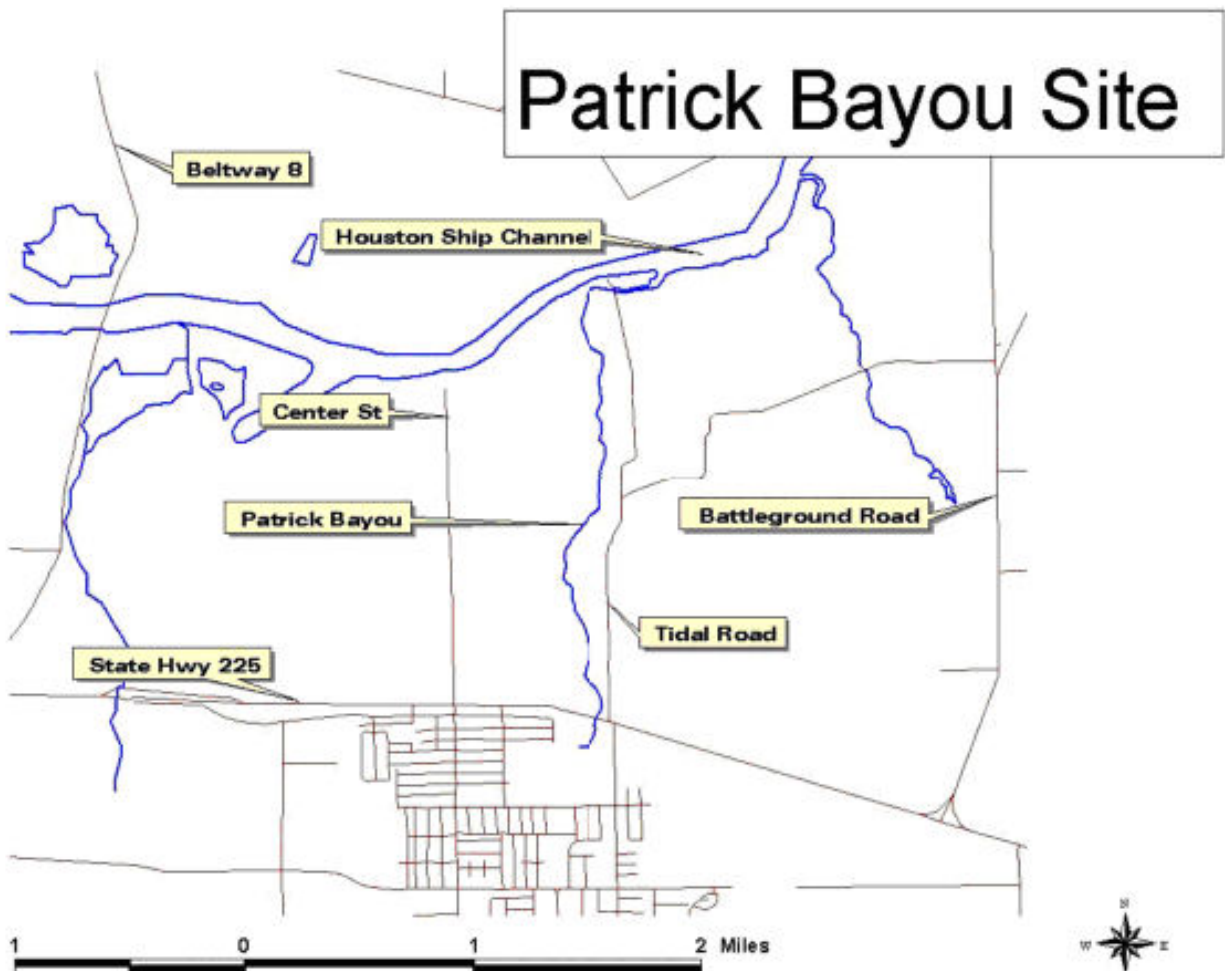 Patrick Bayou Site
Beltway 8
Houston Ship Channel
Center St
Patrick Bayou
Battleground Road
Tidal Road
State Hwy 225
1 0 1 2 Miles
N
W E
S